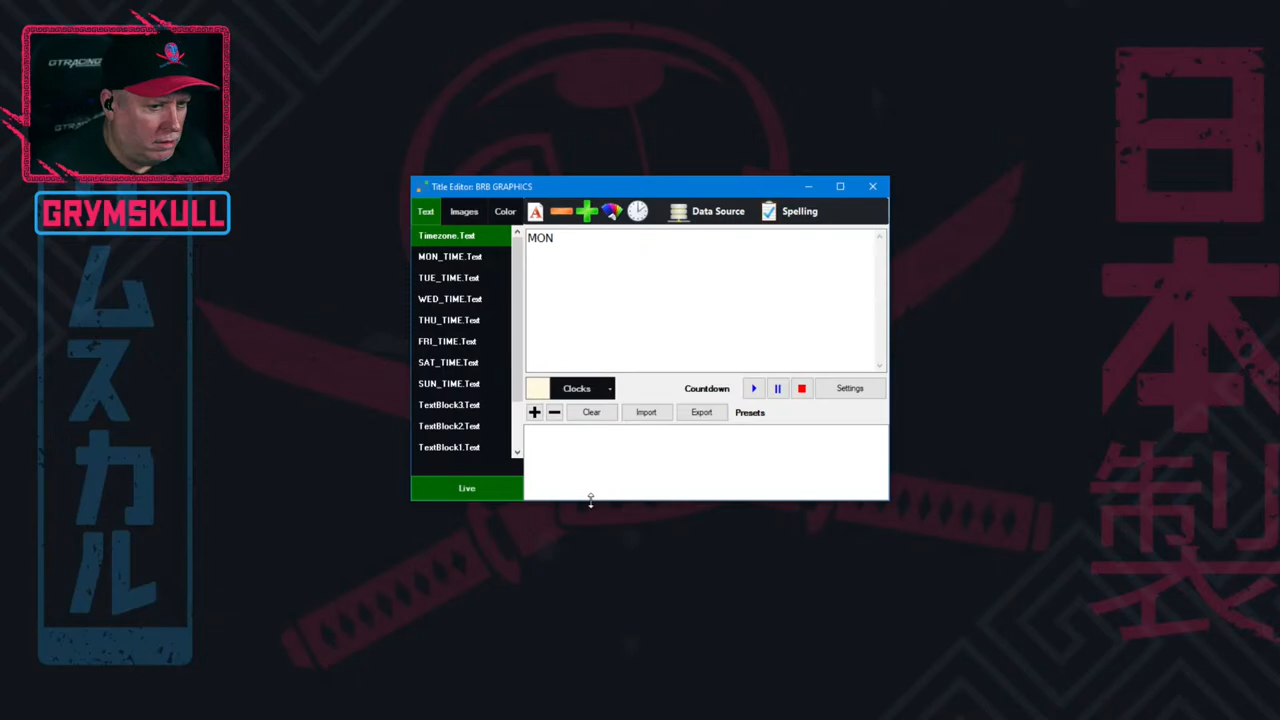 GTRACING
GTRA
GRYMSKULL
ムスカル
日本製
Title Editor: BRB GRAPHICS
Text Images Color Data Source Spelling
Timezone.Text
MON_TIME.Text
TUE_TIME.Text
WED_TIME.Text
THU_TIME.Text
FRI_TIME.Text
SAT_TIME.Text
SUN_TIME.Text
TextBlock3.Text
TextBlock2.Text
TextBlock1.Text
Live
MON
Clocks Countdown Settings
Clear Import Export Presets